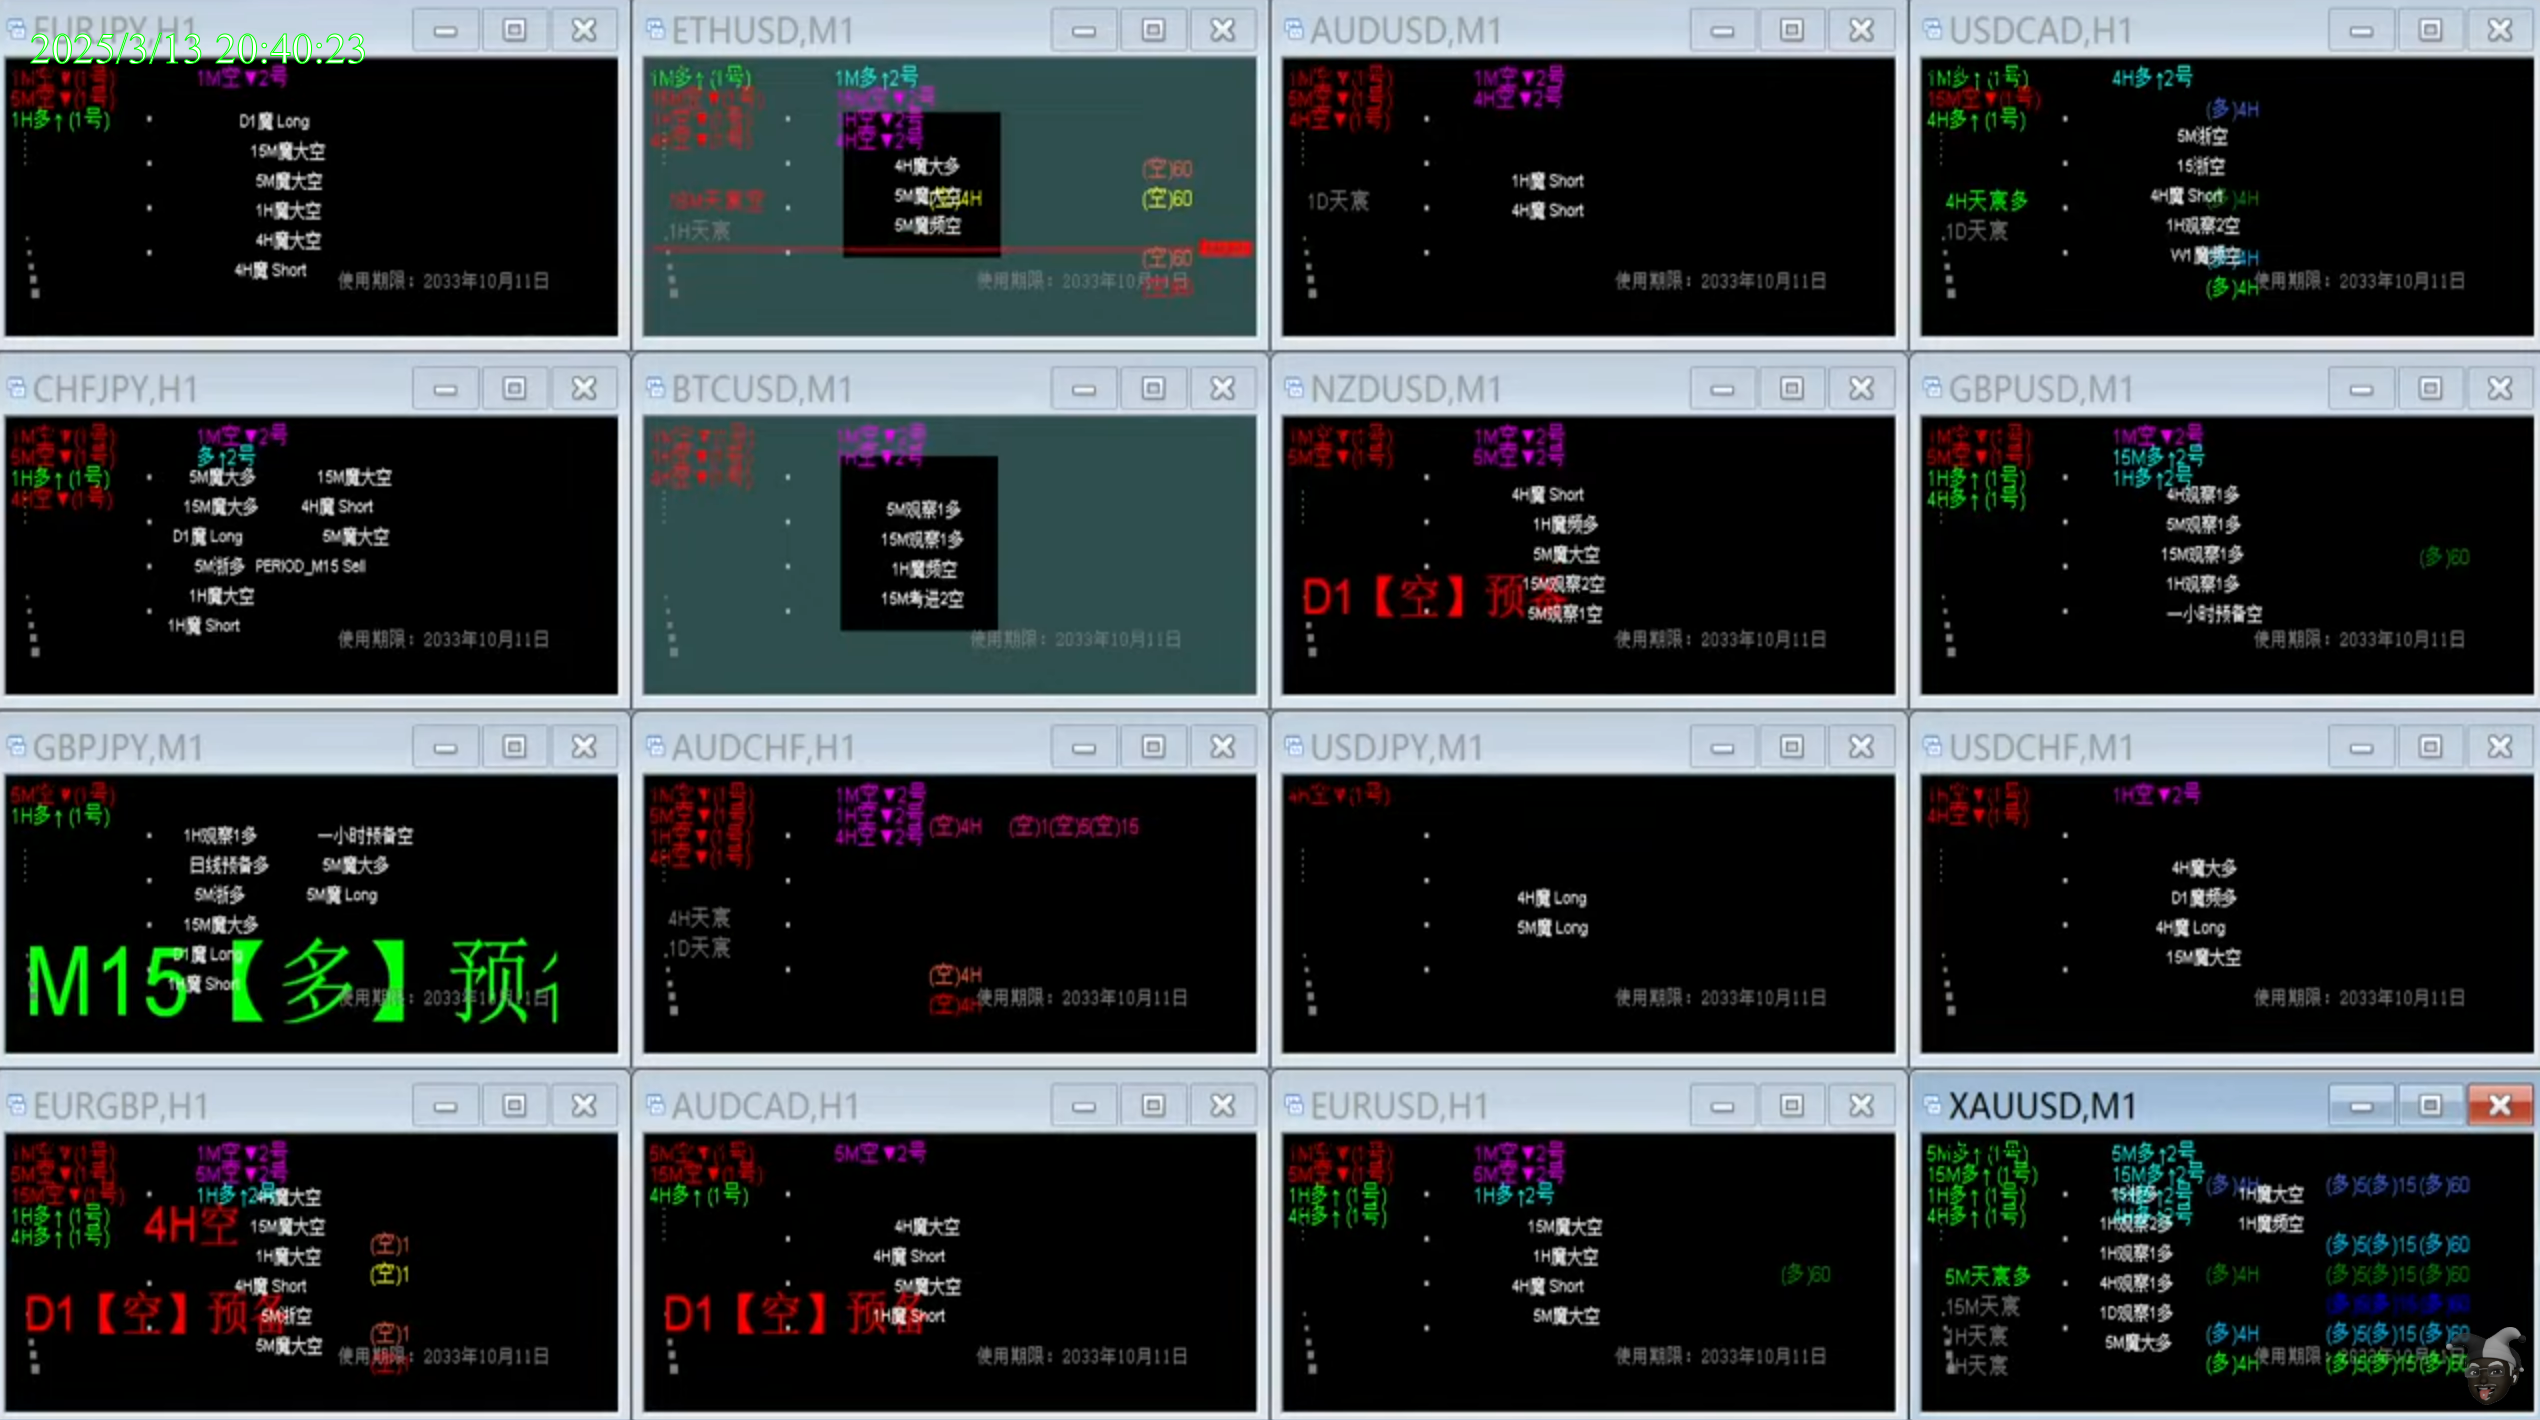 EURJPY,H1
2025/3/13 20:40:23
1M空▼(1号)
5M空▼(1号)
1H多↑(1号)
1M空▼2号
D1魔 Long
15M魔大空
5M魔大空
1H魔大空
4H魔大空
4H魔 Short
使用期限：2033年10月11日
ETHUSD,M1
1M多↑(1号)
15M空▼(1号)
1H空▼(1号)
4H空▼(1号)
1M多↑2号
15M空▼2号
1H空▼2号
4H空▼2号
4H魔大多
5M魔大空
(空)4H
5M魔频空
(空)60
(空)60
(空)60
1H天宸
使用期限：2033年10月11日
AUDUSD,M1
1M空▼(1号)
5M空▼(1号)
4H空▼(1号)
1M空▼2号
4H空▼2号
1H魔 Short
4H魔 Short
1D天宸
使用期限：2033年10月11日
USDCAD,H1
1M多↑(1号)
15M空▼(1号)
4H多↑(1号)
4H多↑2号
(多)4H
5M浙空
15浙空
4H魔 Short
1H观察2空
W1魔频空
4H天宸多
1D天宸
(多)4H
使用期限：2033年10月11日
CHFJPY,H1
1M空▼(1号)
5M空▼(1号)
1H多↑(1号)
4H空▼(1号)
1M空▼2号
多↑2号
5M魔大多 15M魔大空
15M魔大多 4H魔 Short
D1魔 Long 5M魔大空
5M浙多 PERIOD_M15 Sell
1H魔大空
1H魔 Short
使用期限：2033年10月11日
BTCUSD,M1
1M空▼(1号)
1H空▼(1号)
4H空▼(1号)
1M空▼2号
1H空▼2号
5M观察1多
15M观察1多
1H魔频空
15M考进2空
使用期限：2033年10月11日
NZDUSD,M1
1M空▼(1号)
5M空▼(1号)
1M空▼2号
5M空▼2号
4H魔 Short
1H魔频多
5M魔大空
15M观察2空
5M观察1空
D1【空】预备
使用期限：2033年10月11日
GBPUSD,M1
1M空▼(1号)
5M空▼(1号)
1H多↑(1号)
4H多↑(1号)
1M空▼2号
15M多↑2号
1H多↑2号
4H观察1多
5M观察1多
15M观察1多
1H观察1多
一小时预备空
(多)60
使用期限：2033年10月11日
GBPJPY,M1
5M空▼(1号)
1H多↑(1号)
1H观察1多 一小时预备空
日线预备多 5M魔大多
5M浙多 5M魔 Long
15M魔大多
D1魔 Long
1H魔 Short
M15【多】预
使用期限：2033年10月11日
AUDCHF,H1
1M空▼(1号)
5M空▼(1号)
1H空▼(1号)
4H空▼(1号)
1M空▼2号
1H空▼2号
4H空▼2号
(空)4H (空)1(空)5(空)15
4H天宸
1D天宸
(空)4H
(空)4H
使用期限：2033年10月11日
USDJPY,M1
4H空▼(1号)
4H魔 Long
5M魔 Long
使用期限：2033年10月11日
USDCHF,M1
1H空▼(1号)
4H空▼(1号)
1H空▼2号
4H魔大多
D1魔频多
4H魔 Long
15M魔大空
使用期限：2033年10月11日
EURGBP,H1
1M空▼(1号)
5M空▼(1号)
15M空▼(1号)
1H多↑(1号)
4H多↑(1号)
1M空▼2号
5M空▼2号
1H多↑2号
4H魔大空
15M魔大空
1H魔大空
4H魔 Short
5M浙空
5M魔大空
4H空
D1【空】预备
(空)1
(空)1
(空)1
(空)1
使用期限：2033年10月11日
AUDCAD,H1
5M空▼(1号)
15M空▼(1号)
4H多↑(1号)
5M空▼2号
4H魔大空
4H魔 Short
5M魔大空
1H魔 Short
D1【空】预备
使用期限：2033年10月11日
EURUSD,H1
1M空▼(1号)
5M空▼(1号)
1H多↑(1号)
4H多↑(1号)
1M空▼2号
5M空▼2号
1H多↑2号
15M魔大空
1H魔大空
4H魔 Short
5M魔大空
(多)60
使用期限：2033年10月11日
XAUUSD,M1
5M多↑(1号)
15M多↑(1号)
1H多↑(1号)
4H多↑(1号)
5M多↑2号
15M多↑2号
(多)4H
1H魔大空
(多)5(多)15(多)60
1H观察2多
1H魔频空
1H观察1多
(多)5(多)15(多)60
5M天宸多
4H观察1多
(多)4H
(多)5(多)15(多)60
15M天宸
1D观察1多
(多)5(多)15(多)60
1H天宸
5M魔大多
(多)4H
(多)5(多)15(多)60
4H天宸
(多)4H
(多)5(多)15(多)60
使用期限